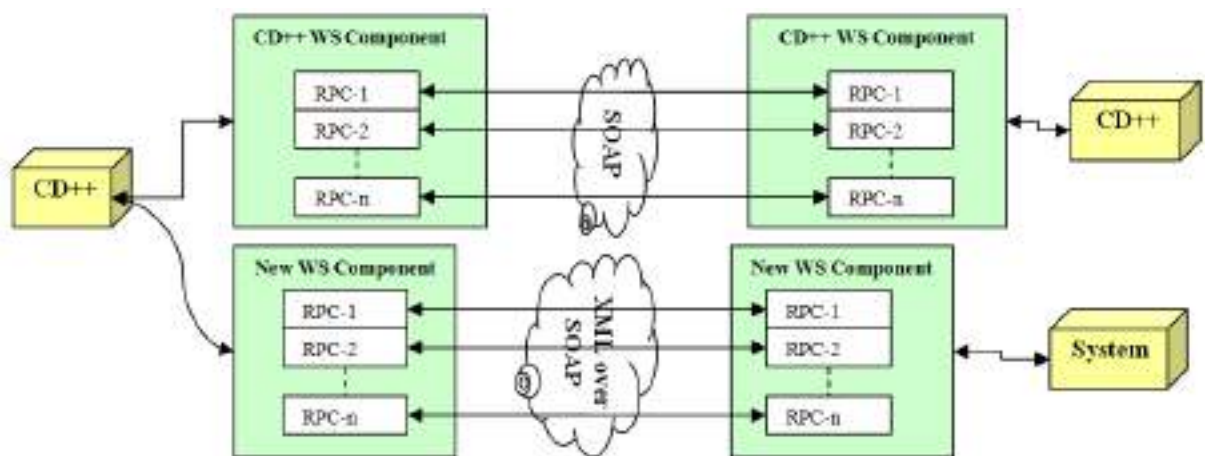 CD++ WS Component
RPC-1
RPC-2
RPC-n
SOAP
CD++ WS Component
RPC-1
RPC-2
RPC-n
CD++
CD++
New WS Component
RPC-1
RPC-2
RPC-n
XML over
SOAP
New WS Component
RPC-1
RPC-2
RPC-n
System